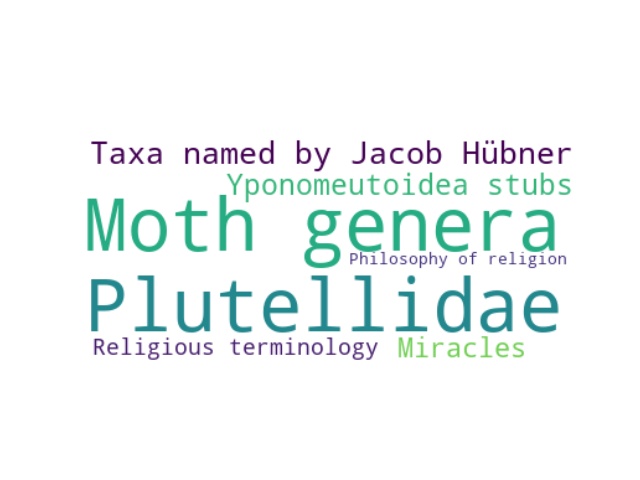 Taxa named by Jacob Hübner
Yponomeutoidea stubs
Moth genera
Philosophy of religion
Plutellidae
Religious terminology
Miracles